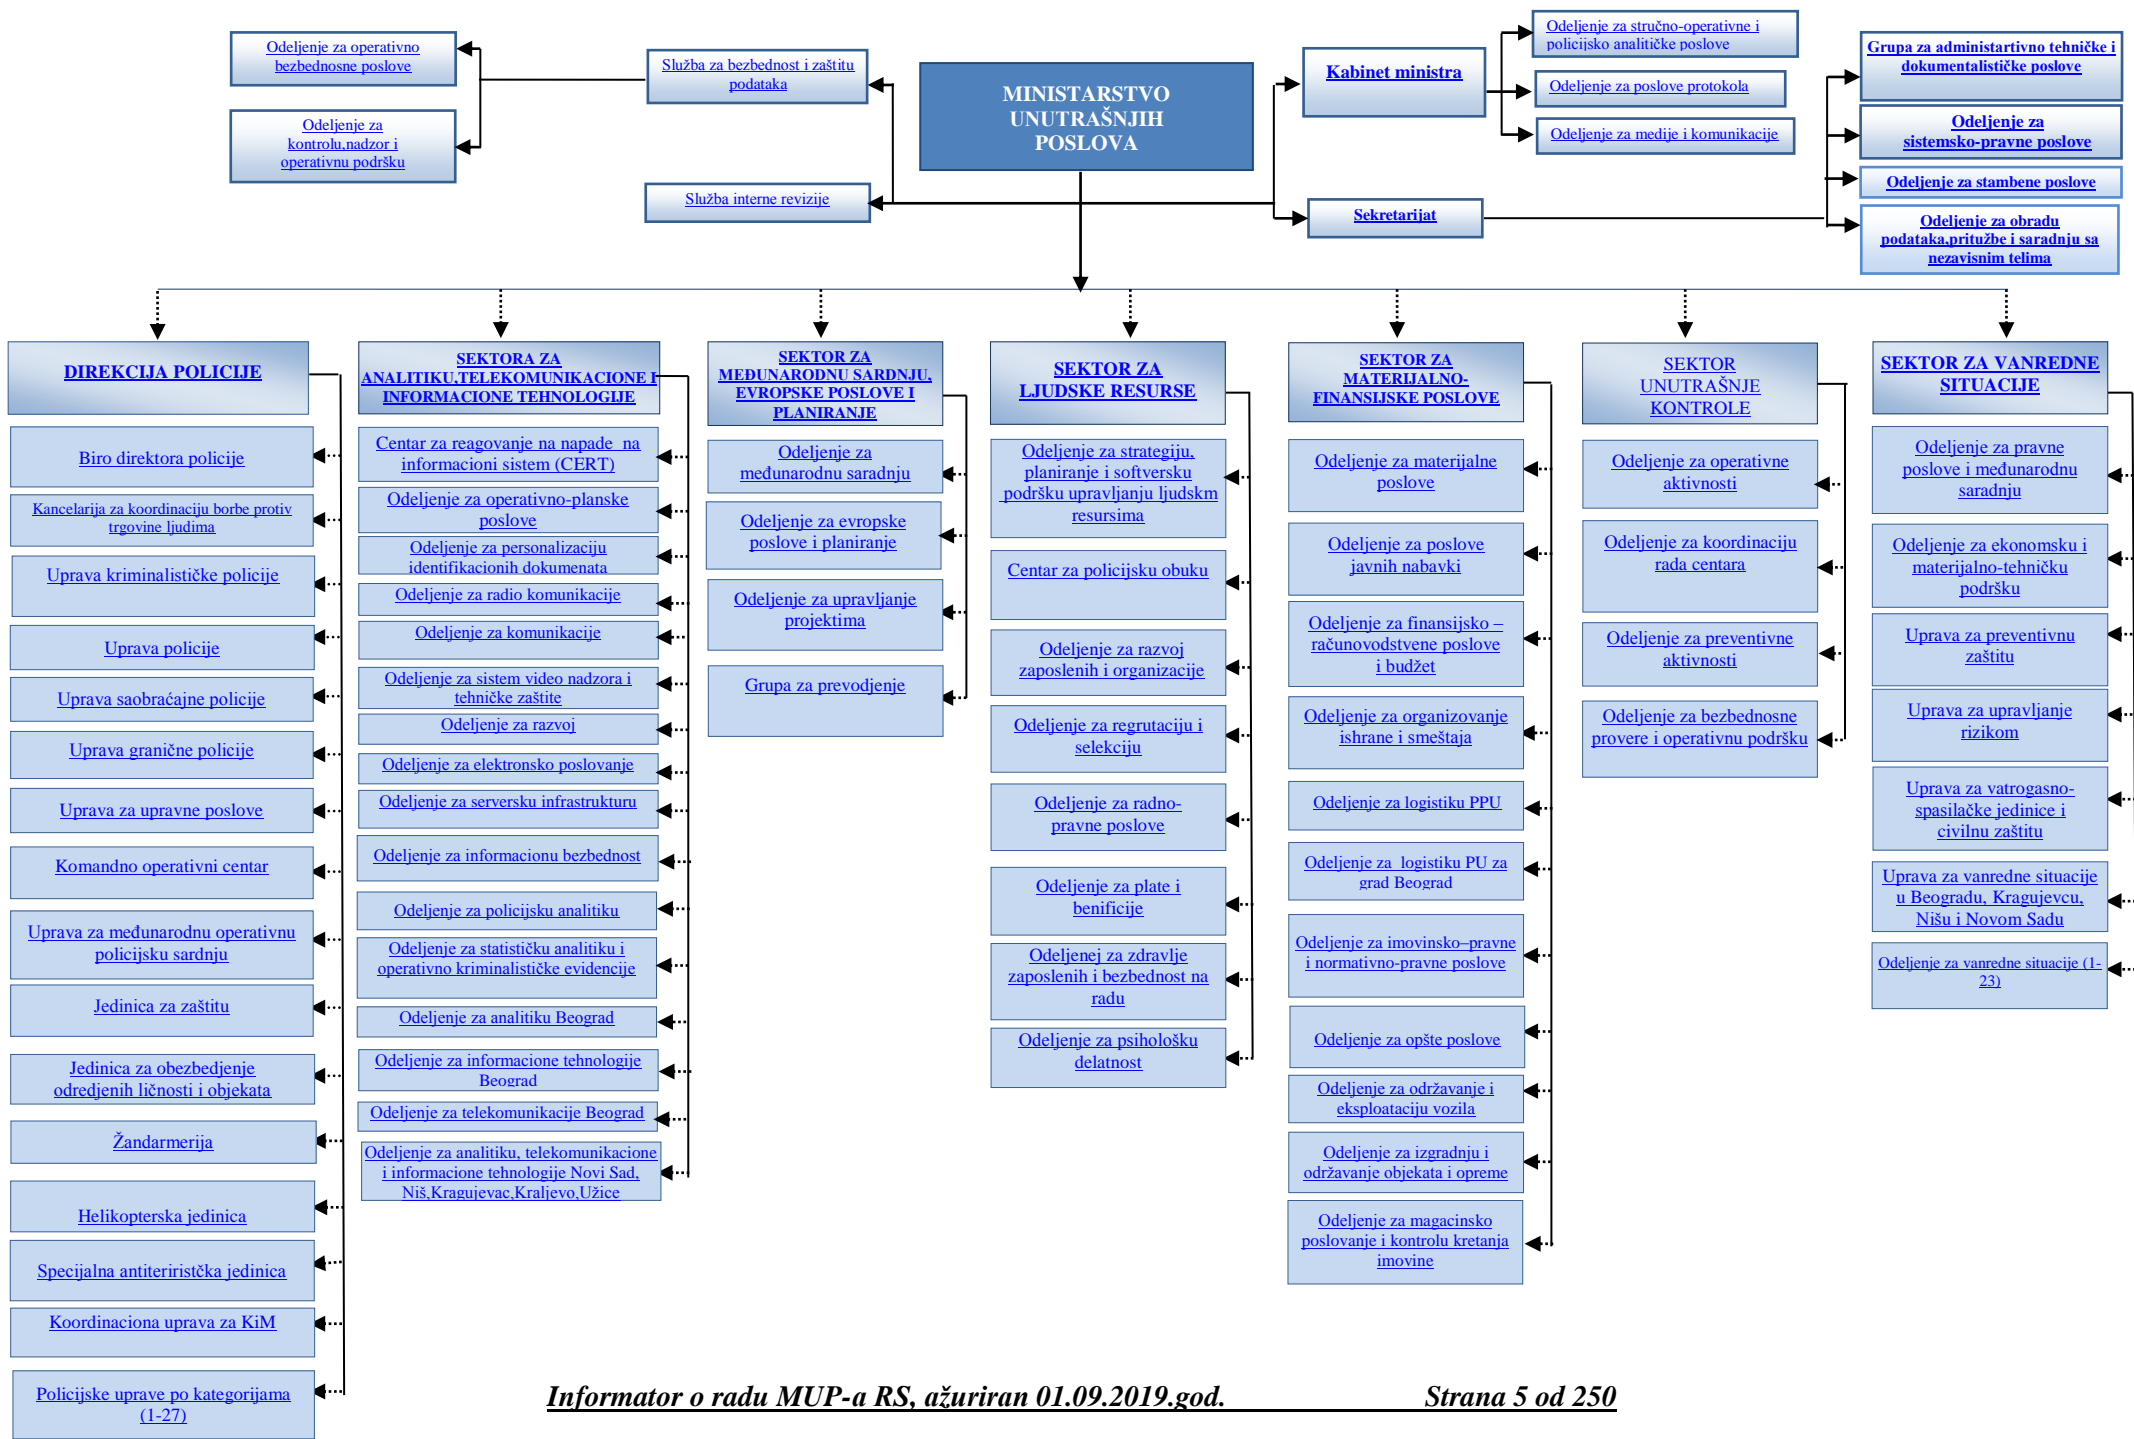 Odeljenje za operativno
bezbednosne poslove
Odeljenje za
kontrolu,nadzor i
operativnu podršku
Služba za bezbednost i zaštitu
podataka
Služba interne revizije
MINISTARSTVO
UNUTRAŠNJIH
POSLOVA
Kabinet ministra
Sekretarijat
Odeljenje za stručno-operativne i
policijsko analitičke poslove
Odeljenje za poslove protokola
Odeljenje za medije i komunikacije
Grupa za administartivno tehničke i
dokumentalističke poslove
Odeljenje za
sistemsko-pravne poslove
Odeljenje za stambene poslove
Odeljenje za obradu
podataka,pritužbe i saradnju sa
nezavisnim telima
DIREKCIJA POLICIJE
Biro direktora policije
Kancelarija za koordinaciju borbe protiv
trgovine ljudima
Uprava kriminalističke policije
Uprava policije
Uprava saobraćajne policije
Uprava granične policije
Uprava za upravne poslove
Komandno operativni centar
Uprava za međunarodnu operativnu
policijsku sardnju
Jedinica za zaštitu
Jedinica za obezbedjenje
odredjenih ličnosti i objekata
Žandarmerija
Helikopterska jedinica
Specijalna antiteriristčka jedinica
Koordinaciona uprava za KiM
Policijske uprave po kategorijama
(1-27)
SEKTORA ZA
ANALITIKU,TELEKOMUNIKACIONE I
INFORMACIONE TEHNOLOGIJE
Centar za reagovanje na napade na
informacioni sistem (CERT)
Odeljenje za operativno-planske
poslove
Odeljenje za personalizaciju
identifikacionih dokumenata
Odeljenje za radio komunikacije
Odeljenje za komunikacije
Odeljenje za sistem video nadzora i
tehničke zaštite
Odeljenje za razvoj
Odeljenje za elektronsko poslovanje
Odeljenje za serversku infrastrukturu
Odeljenje za informacionu bezbednost
Odeljenje za policijsku analitiku
Odeljenje za statističku analitiku i
operativno kriminalističke evidencije
Odeljenje za analitiku Beograd
Odeljenje za informacione tehnologije
Beograd
Odeljenje za telekomunikacije Beograd
Odeljenje za analitiku, telekomunikacione
i informacione tehnologije Novi Sad,
Niš,Kragujevac,Kraljevo,Užice
SEKTOR ZA
MEĐUNARODNU SARDNJU,
EVROPSKE POSLOVE I
PLANIRANJE
Odeljenje za
međunarodnu saradnju
Odeljenje za evropske
poslove i planiranje
Odeljenje za upravljanje
projektima
Grupa za prevodjenje
SEKTOR ZA
LJUDSKE RESURSE
Odeljenje za strategiju,
planiranje i softversku
podršku upravljanju ljudskm
resursima
Centar za policijsku obuku
Odeljenje za razvoj
zaposlenih i organizacije
Odeljenje za regrutaciju i
selekciju
Odeljenje za radno-
pravne poslove
Odeljenje za plate i
benificije
Odeljenej za zdravlje
zaposlenih i bezbednost na
radu
Odeljenje za psihološku
delatnost
SEKTOR ZA
MATERIJALNO-
FINANSIJSKE POSLOVE
Odeljenje za materijalne
poslove
Odeljenje za poslove
javnih nabavki
Odeljenje za finansijsko –
računovodstvene poslove
i budžet
Odeljenje za organizovanje
ishrane i smeštaja
Odeljenje za logistiku PPU
Odeljenje za logistiku PU za
grad Beograd
Odeljenje za imovinsko–pravne
i normativno-pravne poslove
Odeljenje za opšte poslove
Odeljenje za održavanje i
eksploataciju vozila
Odeljenje za izgradnju i
održavanje objekata i opreme
Odeljenje za magacinsko
poslovanje i kontrolu kretanja
imovine
SEKTOR
UNUTRAŠNJE
KONTROLE
Odeljenje za operativne
aktivnosti
Odeljenje za koordinaciju
rada centara
Odeljenje za preventivne
aktivnosti
Odeljenje za bezbednosne
provere i operativnu podršku
SEKTOR ZA VANREDNE
SITUACIJE
Odeljenje za pravne
poslove i međunarodnu
saradnju
Odeljenje za ekonomsku i
materijalno-tehničku
podršku
Uprava za preventivnu
zaštitu
Uprava za upravljanje
rizikom
Uprava za vatrogasno-
spasilačke jedinice i
civilnu zaštitu
Uprava za vanredne situacije
u Beogradu, Kragujevcu,
Nišu i Novom Sadu
Odeljenje za vanredne situacije (1-
23)
Informator o radu MUP-a RS, ažuriran 01.09.2019.god. Strana 5 od 250